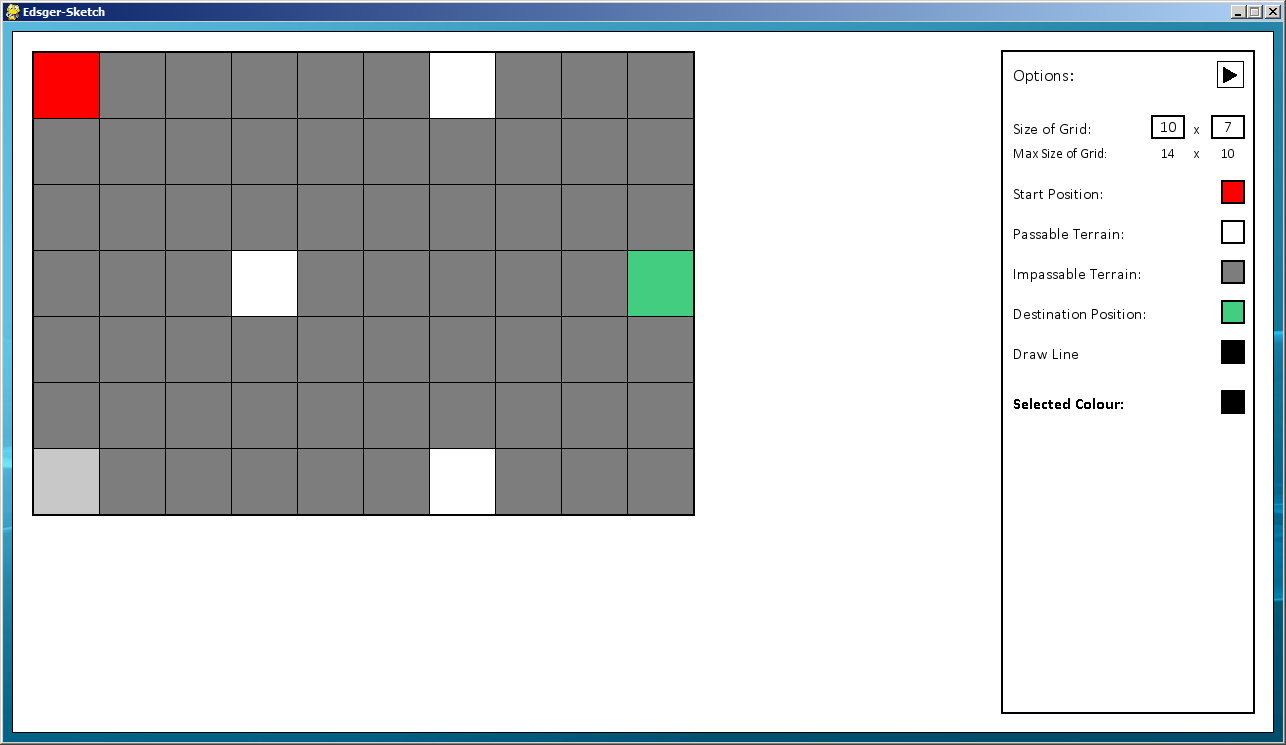 Edsger-Sketch
Options:
Size of Grid: 10 x 7
Max Size of Grid: 14 x 10
Start Position:
Passable Terrain:
Impassable Terrain:
Destination Position:
Draw Line
Selected Colour: